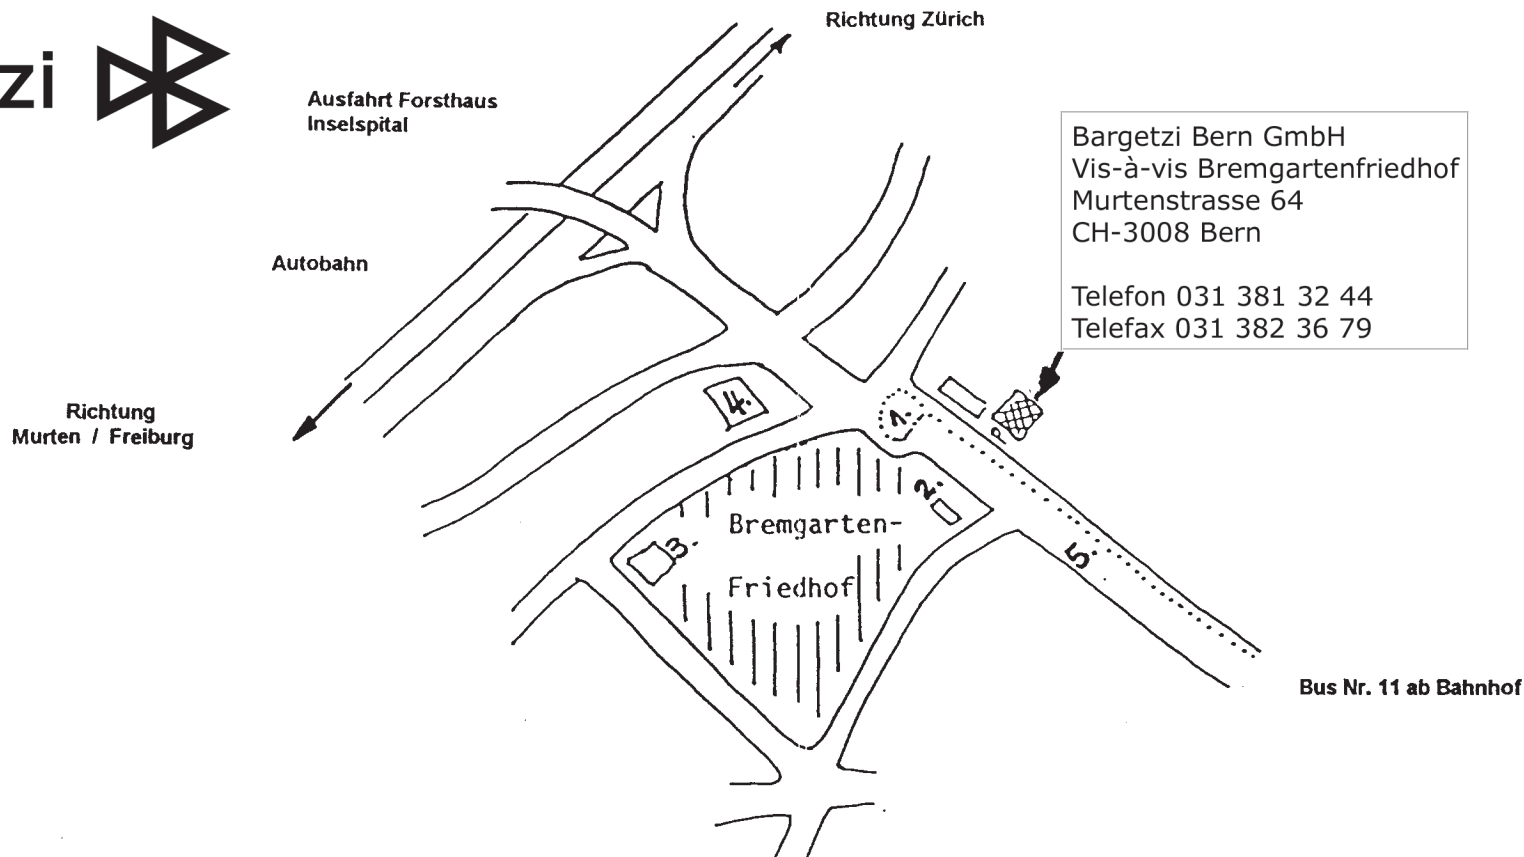 Richtung Zürich
zi
Ausfahrt Forsthaus
Inselspital
Bargetzi Bern GmbH
Vis-à-vis Bremgartenfriedhof
Murtenstrasse 64
CH-3008 Bern
Telefon 031 381 32 44
Telefax 031 382 36 79
Autobahn
Richtung
Murten / Freiburg
4.
1.
P
2.
Bremgarten-
3.
Friedhof
5.
Bus Nr. 11 ab Bahnhof